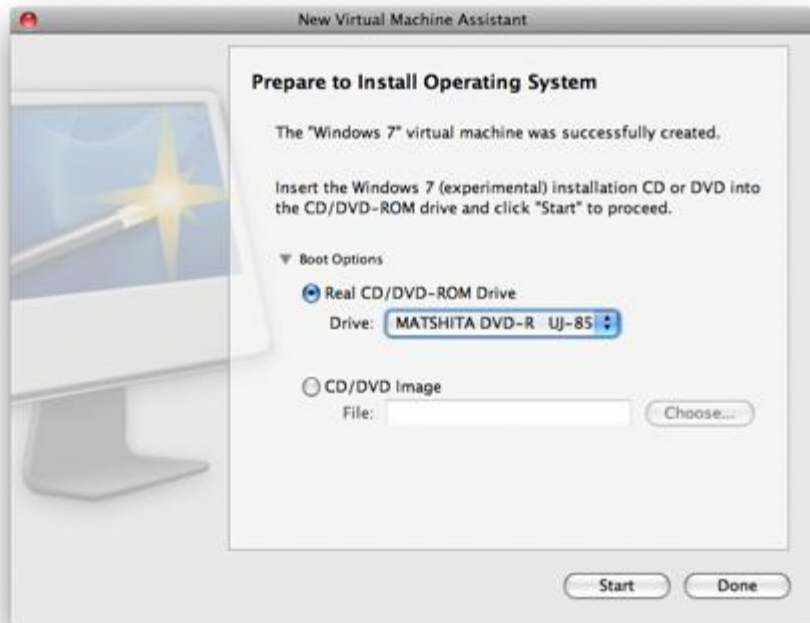 New Virtual Machine Assistant
Prepare to Install Operating System
The "Windows 7" virtual machine was successfully created.
Insert the Windows 7 (experimental) installation CD or DVD into
the CD/DVD-ROM drive and click "Start" to proceed.
Boot Options
Real CD/DVD-ROM Drive
Drive: MATSHITA DVD-R UJ-85
CD/DVD Image
File: Choose...
Start Done